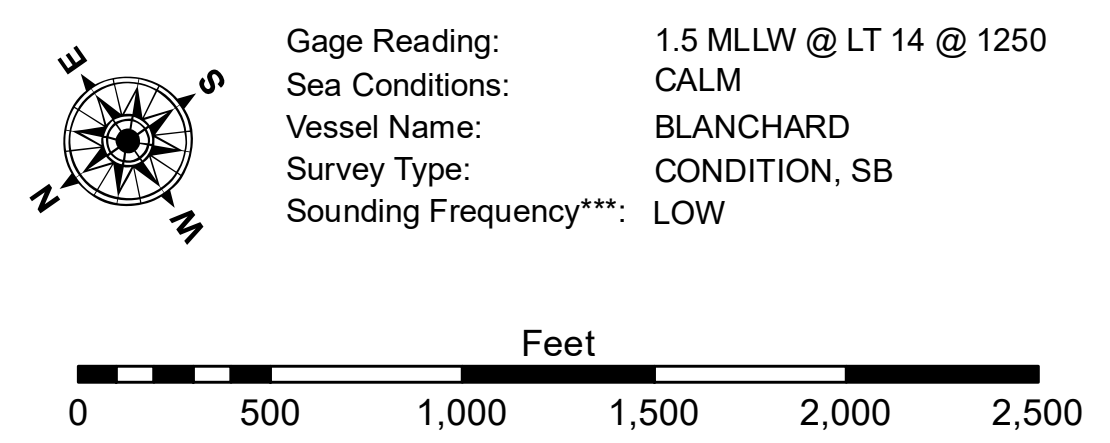 E
S
N
W
Gage Reading: 1.5 MLLW @ LT 14 @ 1250
Sea Conditions: CALM
Vessel Name: BLANCHARD
Survey Type: CONDITION, SB
Sounding Frequency***: LOW
Feet
0 500 1,000 1,500 2,000 2,500